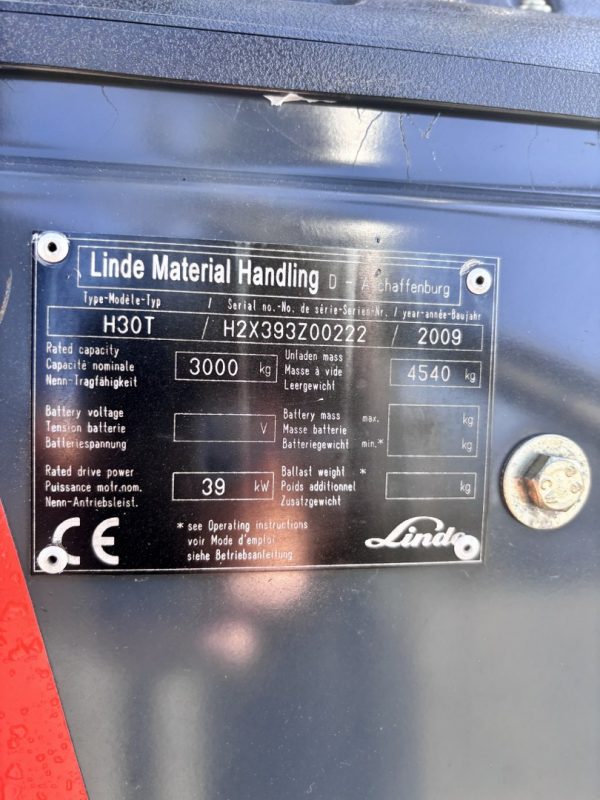 Linde Material Handling D - Aschaffenburg
Type-Modèle-Typ / Serial no.-No. de série-Serien-Nr. / year-année-Baujahr
H30T / H2X393Z00222 / 2009
Rated capacity
Capacité nominale
Nenn-Tragfähigkeit
3000 kg
Unladen mass
Masse à vide
Leergewicht
4540 kg
Battery voltage
Tension batterie
Batteriespannung
V
Battery mass max.
Masse batterie
Batteriegewicht min.*
kg
kg
Rated drive power
Puissance motr.nom.
Nenn-Antriebsleist.
39 kW
Ballast weight *
Poids additionnel
Zusatzgewicht
kg
CE
* see Operating instructions
voir Mode d'emploi
siehe Betriebsanleitung
Linde